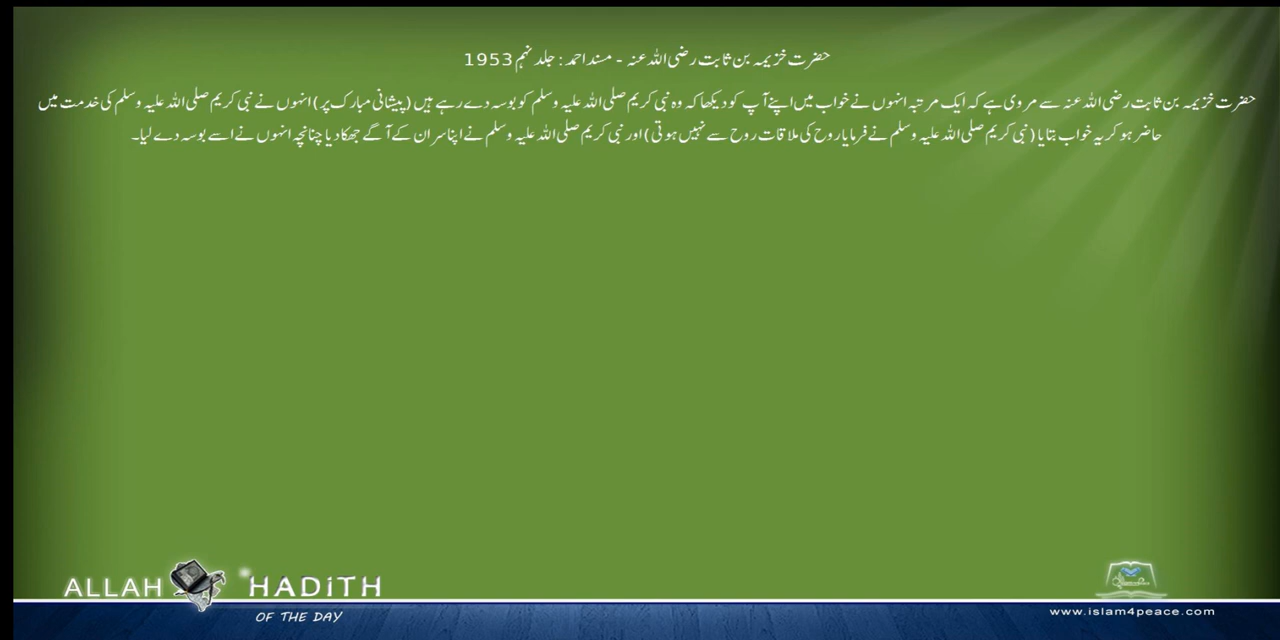 حضرت خزیمہ بن ثابت رضی اللہ عنہ - مسند احمد : جلد نہم 1953
حضرت خزیمہ بن ثابت رضی اللہ عنہ سے مروی ہے کہ ایک مرتبہ انہوں نے خواب میں اپنے آپ کو دیکھا کہ وہ نبی کریم صلی اللہ علیہ وسلم کو بوسہ دے رہے ہیں (پیشانی مبارک پر) انہوں نے نبی کریم صلی اللہ علیہ وسلم کی خدمت میں
حاضر ہو کر یہ خواب بتایا (نبی کریم صلی اللہ علیہ وسلم نے فرمایا روح کی ملاقات روح سے نہیں ہوتی) اور نبی کریم صلی اللہ علیہ وسلم نے اپنا سر ان کے آگے جھکا دیا چنانچہ انہوں نے اسے بوسہ دے لیا۔
ALLAH HADITH
OF THE DAY
www.islam4peace.com